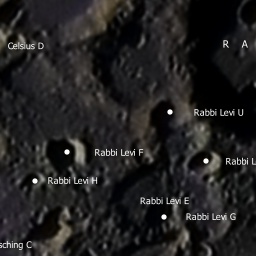 R A
Celsius D
Rabbi Levi U
Rabbi Levi F
Rabbi L
Rabbi Levi H
Rabbi Levi E
Rabbi Levi G
sching C